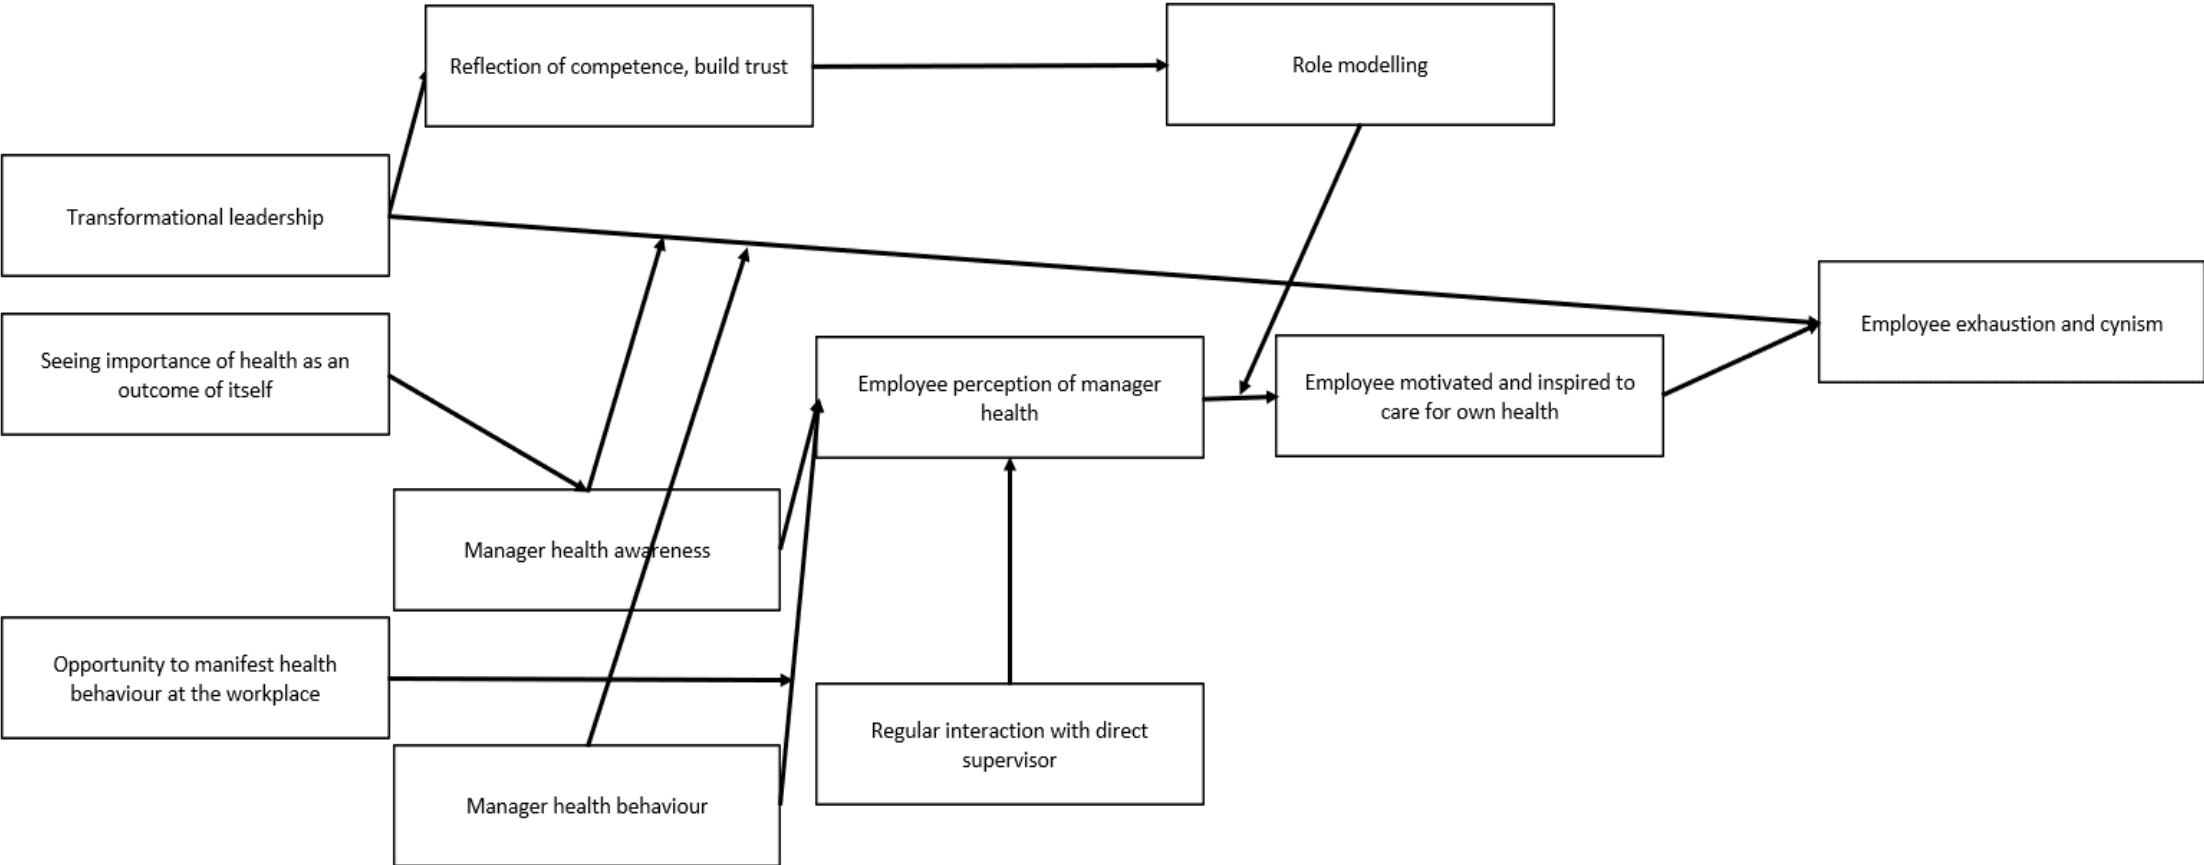 Reflection of competence, build trust
Role modelling
Transformational leadership
Employee exhaustion and cynism
Seeing importance of health as an
outcome of itself
Employee perception of manager
health
Employee motivated and inspired to
care for own health
Manager health awareness
Opportunity to manifest health
behaviour at the workplace
Regular interaction with direct
supervisor
Manager health behaviour